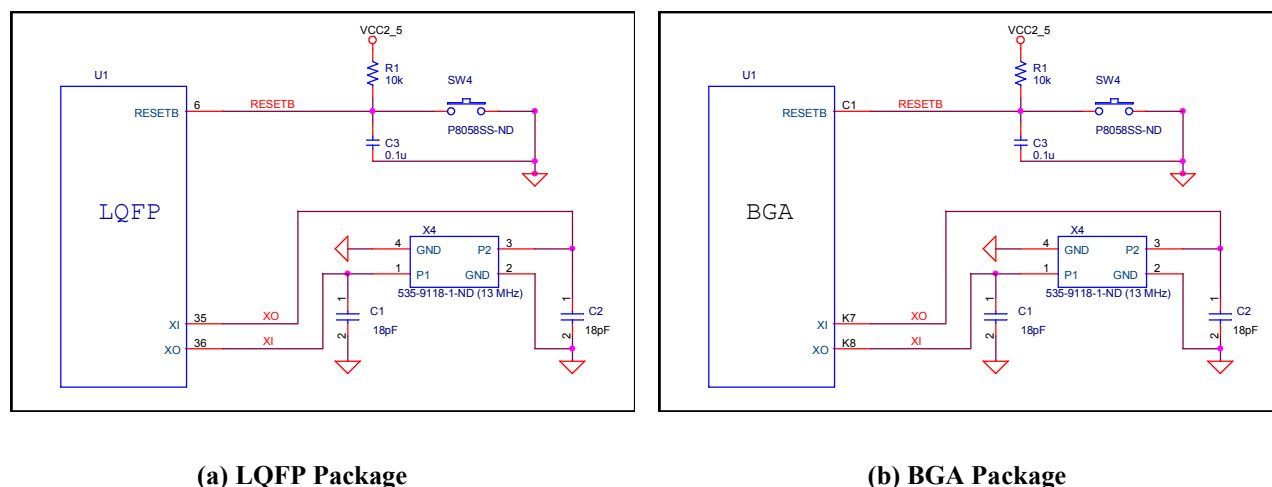 VCC2_5
R1
10k
U1
SW4
RESETB
6
RESETB
P8058SS-ND
C3
0.1u
LQFP
X4
4
GND
P2
3
1
P1
GND
2
535-9118-1-ND (13 MHz)
1
C1
18pF
2
1
C2
18pF
2
XI
35
XO
XO
36
XI
(a) LQFP Package
VCC2_5
R1
10k
U1
SW4
RESETB
C1
RESETB
P8058SS-ND
C3
0.1u
BGA
X4
4
GND
P2
3
1
P1
GND
2
535-9118-1-ND (13 MHz)
1
C1
18pF
2
1
C2
18pF
2
XI
K7
XO
XO
K8
XI
(b) BGA Package